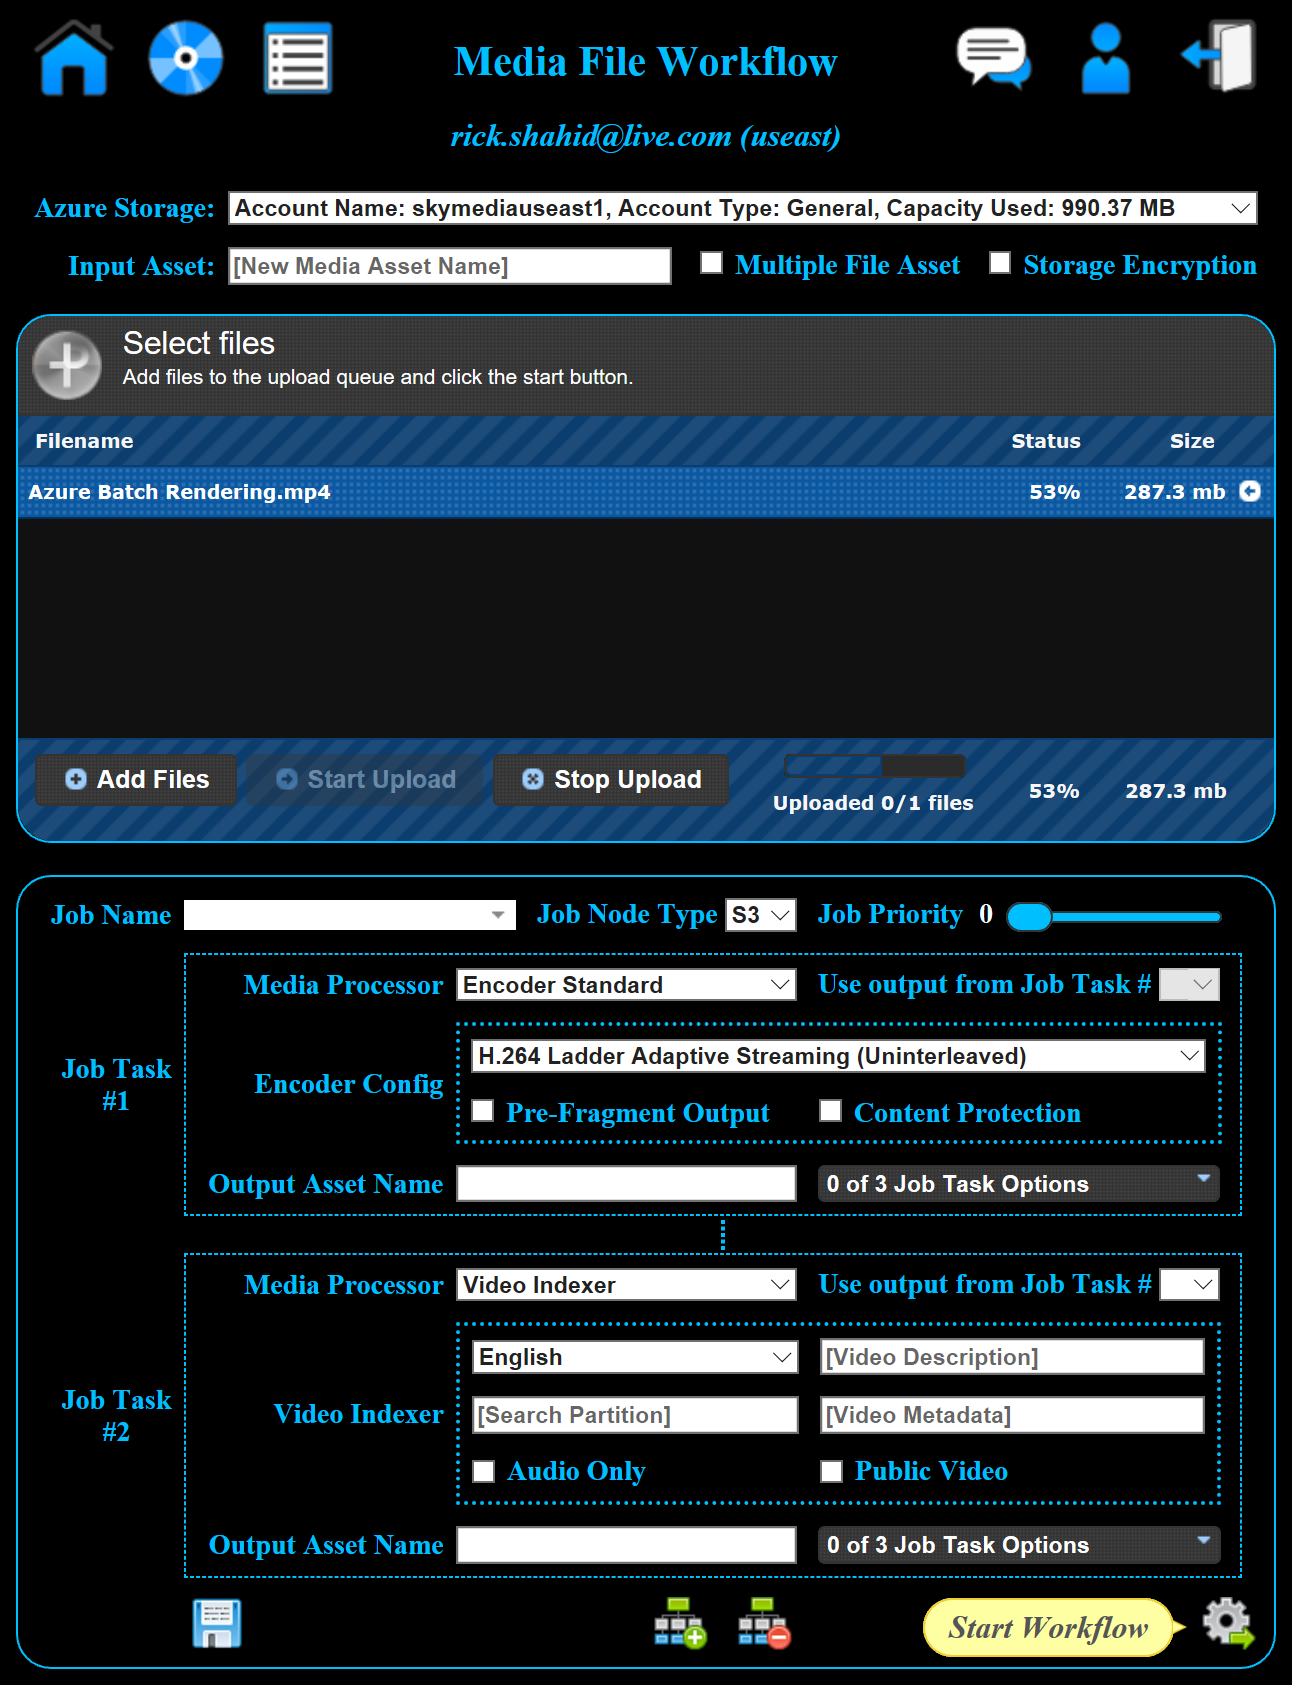 Media File Workflow
rick.shahid@live.com (useast)
Azure Storage: Account Name: skymediauseast1, Account Type: General, Capacity Used: 990.37 MB
Input Asset: [New Media Asset Name] Multiple File Asset Storage Encryption
Select files
Add files to the upload queue and click the start button.
Filename Status Size
Azure Batch Rendering.mp4 53% 287.3 mb
Add Files Start Upload Stop Upload
Uploaded 0/1 files 53% 287.3 mb
Job Name Job Node Type S3 Job Priority 0
Media Processor Encoder Standard Use output from Job Task #
Job Task
#1
Encoder Config
H.264 Ladder Adaptive Streaming (Uninterleaved)
Pre-Fragment Output Content Protection
Output Asset Name 0 of 3 Job Task Options
Media Processor Video Indexer Use output from Job Task #
Job Task
#2
Video Indexer
English [Video Description]
[Search Partition] [Video Metadata]
Audio Only Public Video
Output Asset Name 0 of 3 Job Task Options
Start Workflow